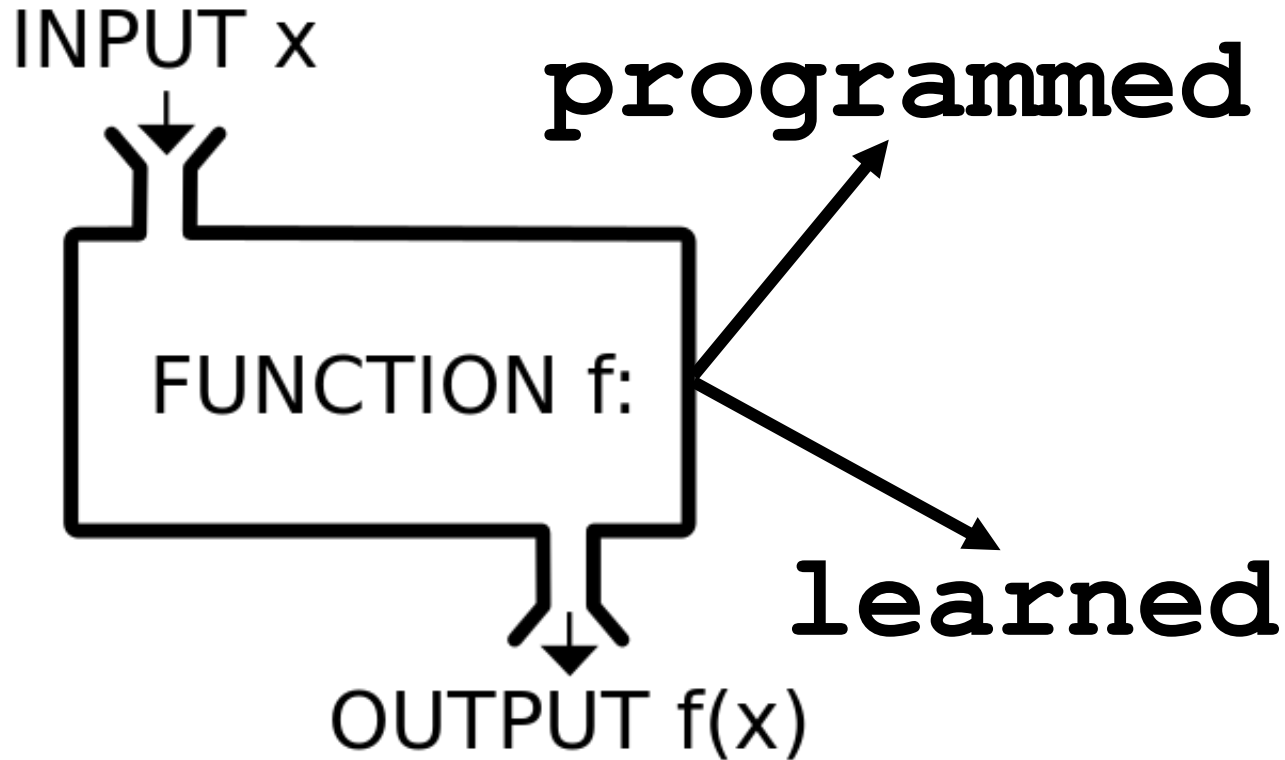 INPUT x
programmed
FUNCTION f:
learned
OUTPUT f(x)